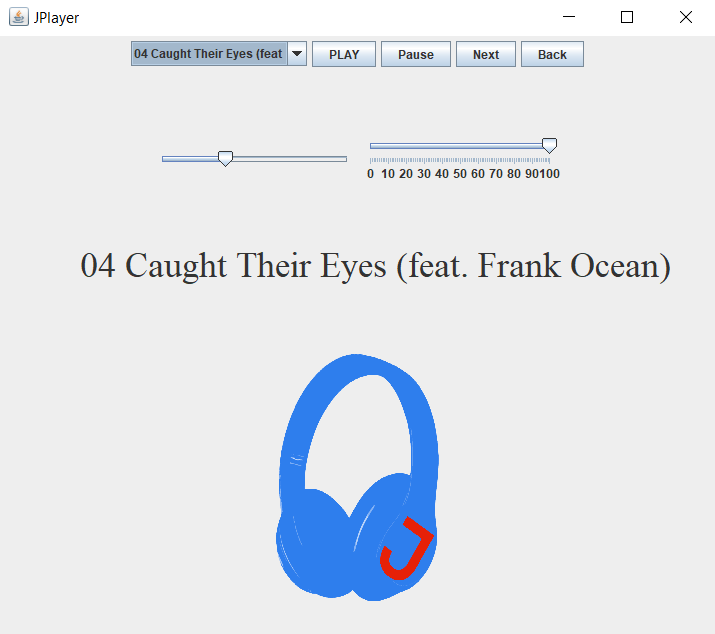 JPlayer
04 Caught Their Eyes (feat PLAY Pause Next Back
0 10 20 30 40 50 60 70 80 90100
04 Caught Their Eyes (feat. Frank Ocean)
J